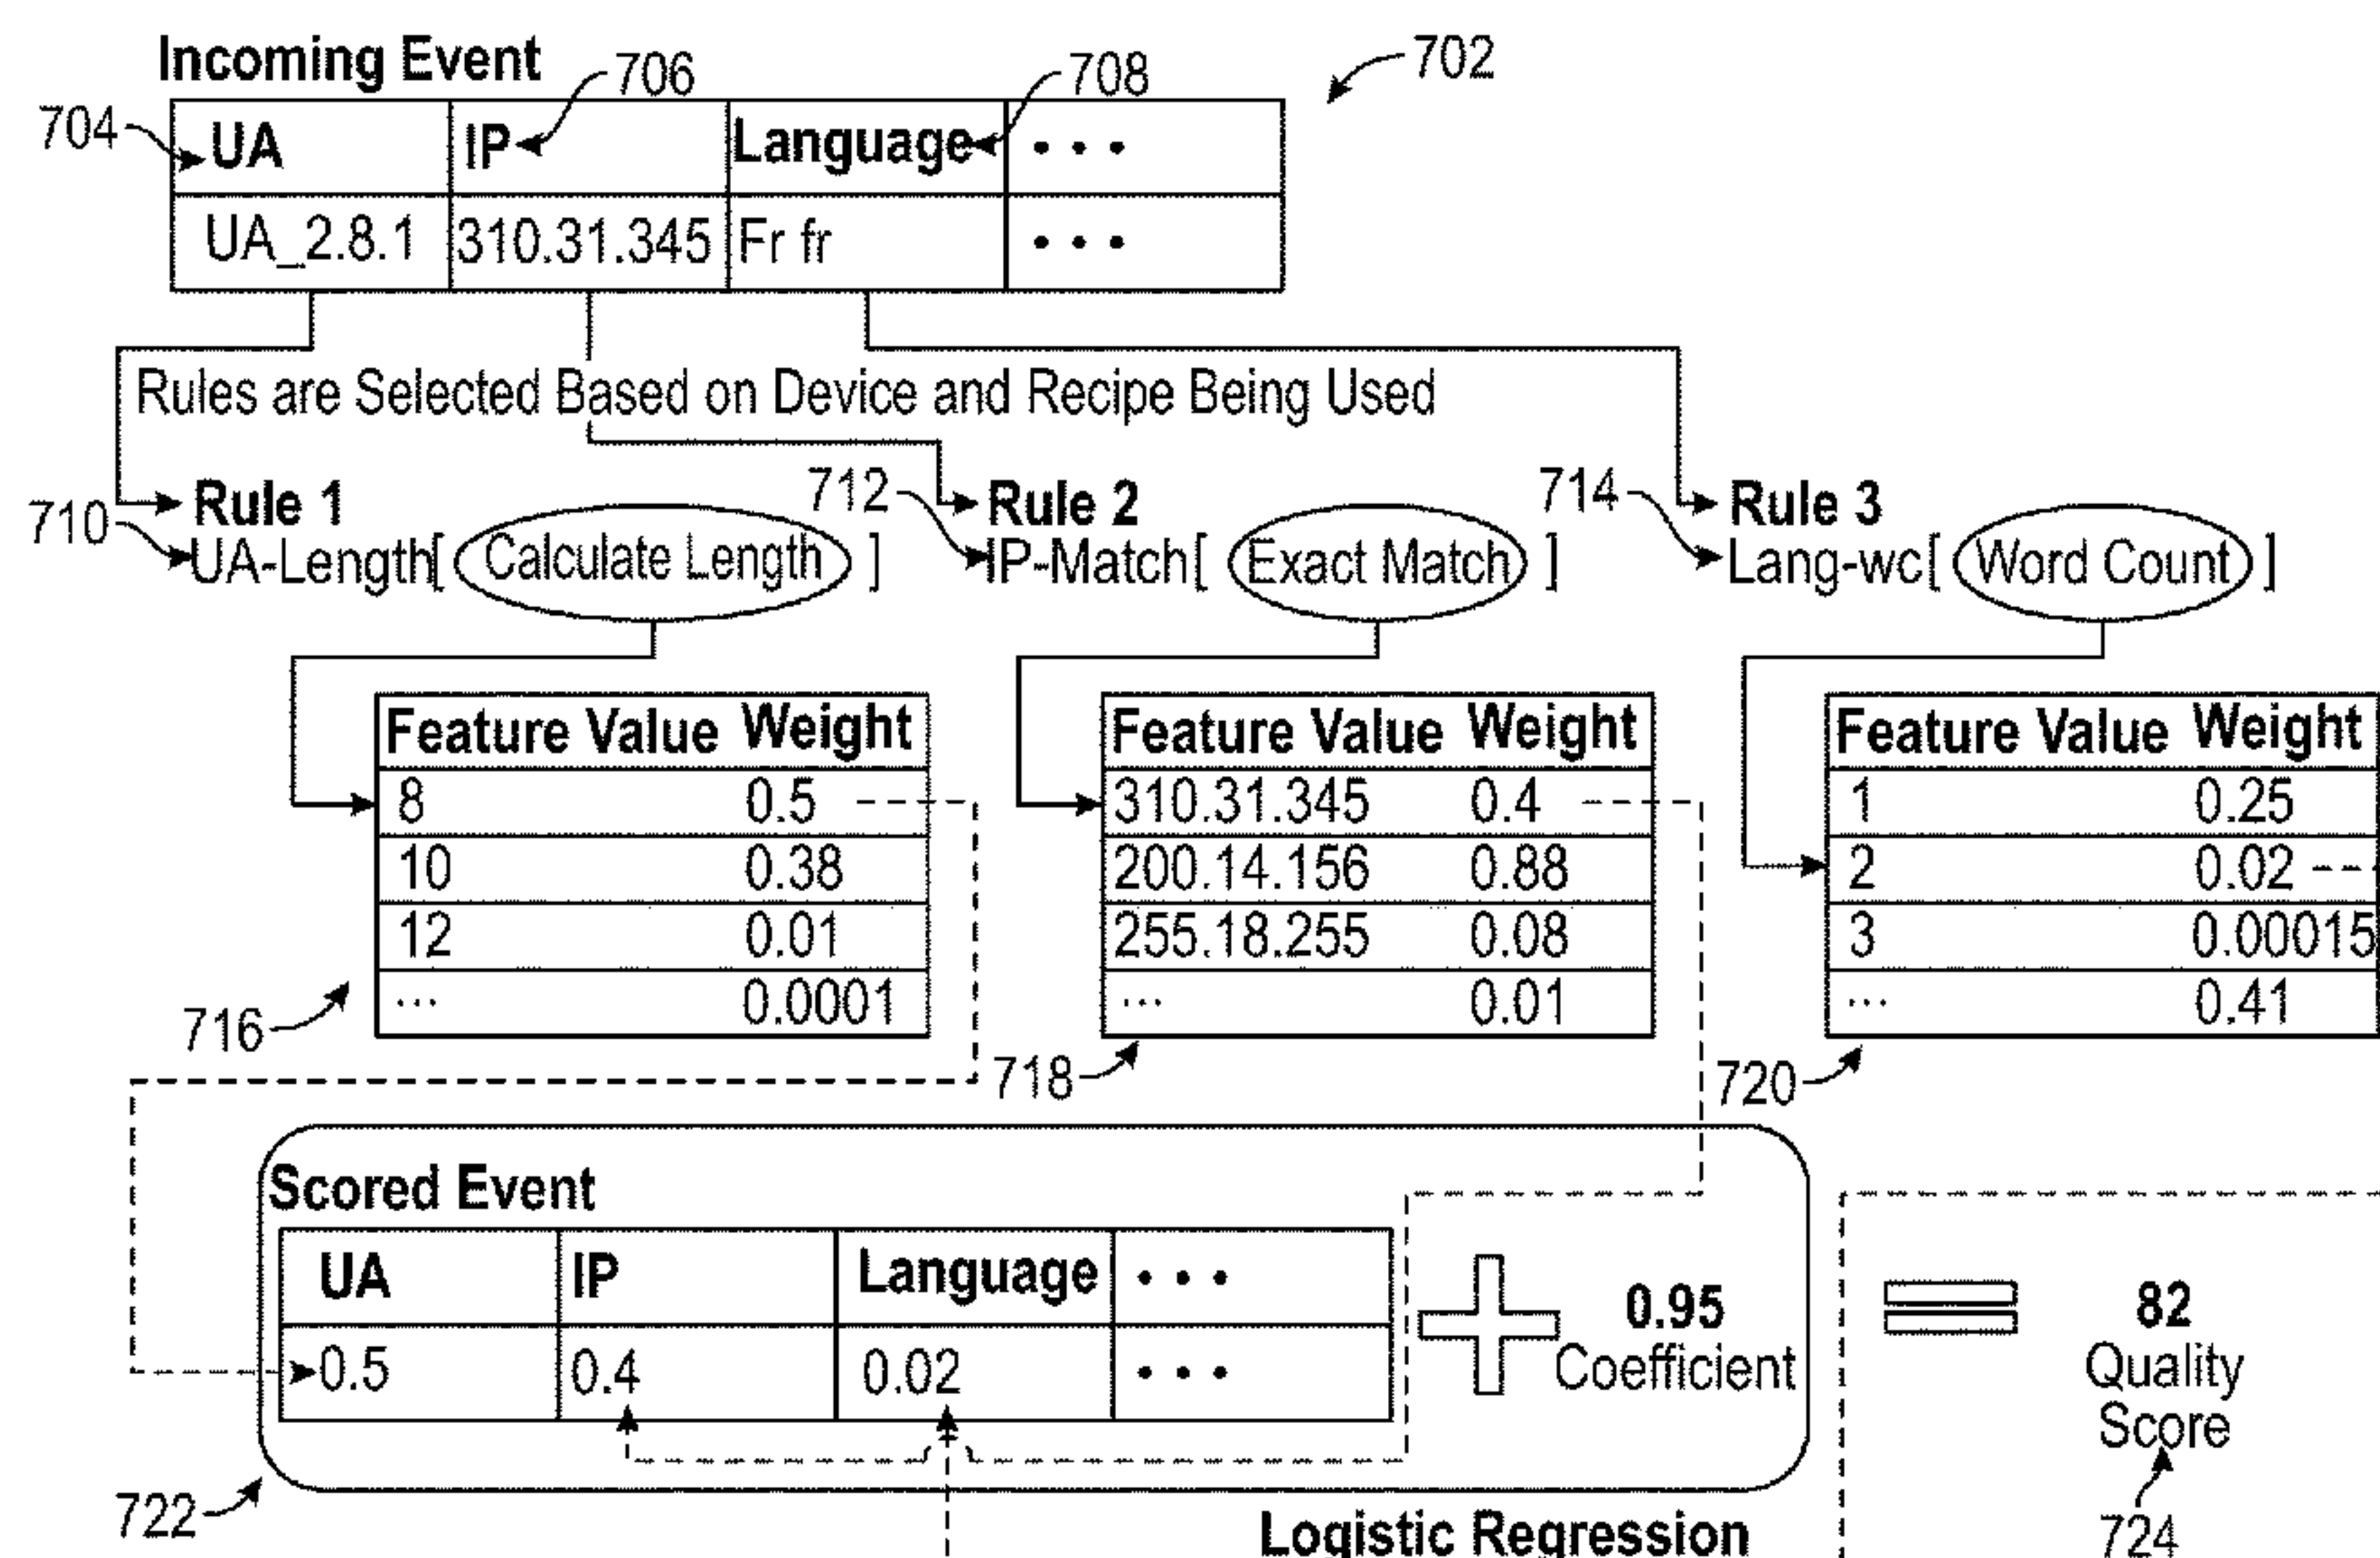 Incoming Event
702
704
706
708
UA IP Language • • •
UA_2.8.1 310.31.345 Fr fr • • •
Rules are Selected Based on Device and Recipe Being Used
710
Rule 1
UA-Length[ Calculate Length ]
712
Rule 2
IP-Match[ Exact Match ]
714
Rule 3
Lang-wc[ Word Count ]
Feature Value Weight
8 0.5
10 0.38
12 0.01
... 0.0001
716
Feature Value Weight
310.31.345 0.4
200.14.156 0.88
255.18.255 0.08
... 0.01
718
Feature Value Weight
1 0.25
2 0.02
3 0.00015
... 0.41
720
Scored Event
UA IP Language • • •
0.5 0.4 0.02 • • •
0.95
Coefficient
82
Quality
Score
722
724
Logistic Regression